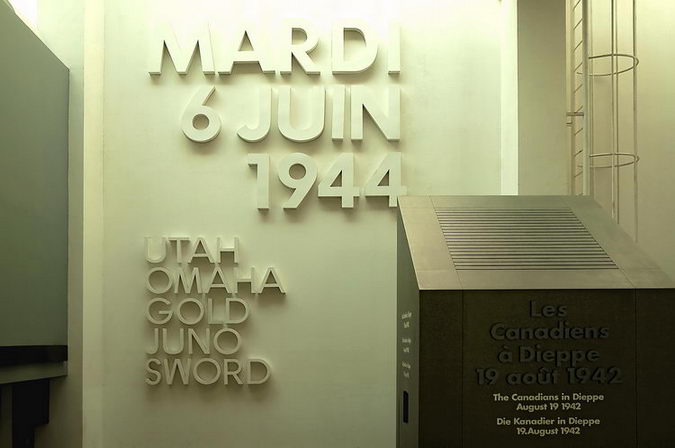 MARDI
6 JUIN
1944
UTAH
OMAHA
GOLD
JUNO
SWORD
Les
Canadiens
à Dieppe
19 août 1942
The Canadians in Dieppe
August 19 1942
Die Kanadier in Dieppe
19.August 1942